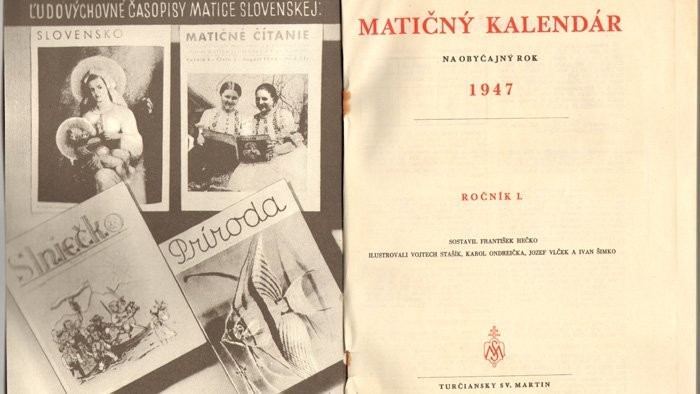 ĽUDOVÝCHOVNÉ ČASOPISY MATICE SLOVENSKEJ:
SLOVENSKO
MATIČNÉ ČÍTANIE
Slniečko
Príroda
MATIČNÝ KALENDÁR
NA OBYČAJNÝ ROK
1947
ROČNÍK I.
SOSTAVIL FRANTIŠEK HEČKO
ILUSTROVALI VOJTECH STAŠÍK, KAROL ONDREIČKA, JOZEF VLČEK A IVAN ŠIMKO
MS
TURČIANSKY SV. MARTIN